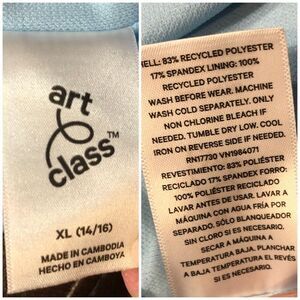 art
class™
XL (14/16)
MADE IN CAMBODIA
HECHO EN CAMBOYA
HELL: 83% RECYCLED POLYESTER
17% SPANDEX LINING: 100%
RECYCLED POLYESTER
WASH BEFORE WEAR. MACHINE
WASH COLD SEPARATELY. ONLY
NON CHLORINE BLEACH IF
NEEDED. TUMBLE DRY LOW. COOL
IRON ON REVERSE SIDE IF NEEDED.
RN17730 VN1984071
REVESTIMIENTO: 83% POLIÉSTER
RECICLADO 17% SPANDEX FORRO:
100% POLIÉSTER RECICLADO
LAVAR ANTES DE USAR. LAVAR A
MÁQUINA CON AGUA FRÍA POR
SEPARADO. SÓLO BLANQUEADOR
SIN CLORO SI ES NECESARIO.
SECAR A MÁQUINA A
TEMPERATURA BAJA. PLANCHAR
A BAJA TEMPERATURA EL REVÉS
SI ES NECESARIO.